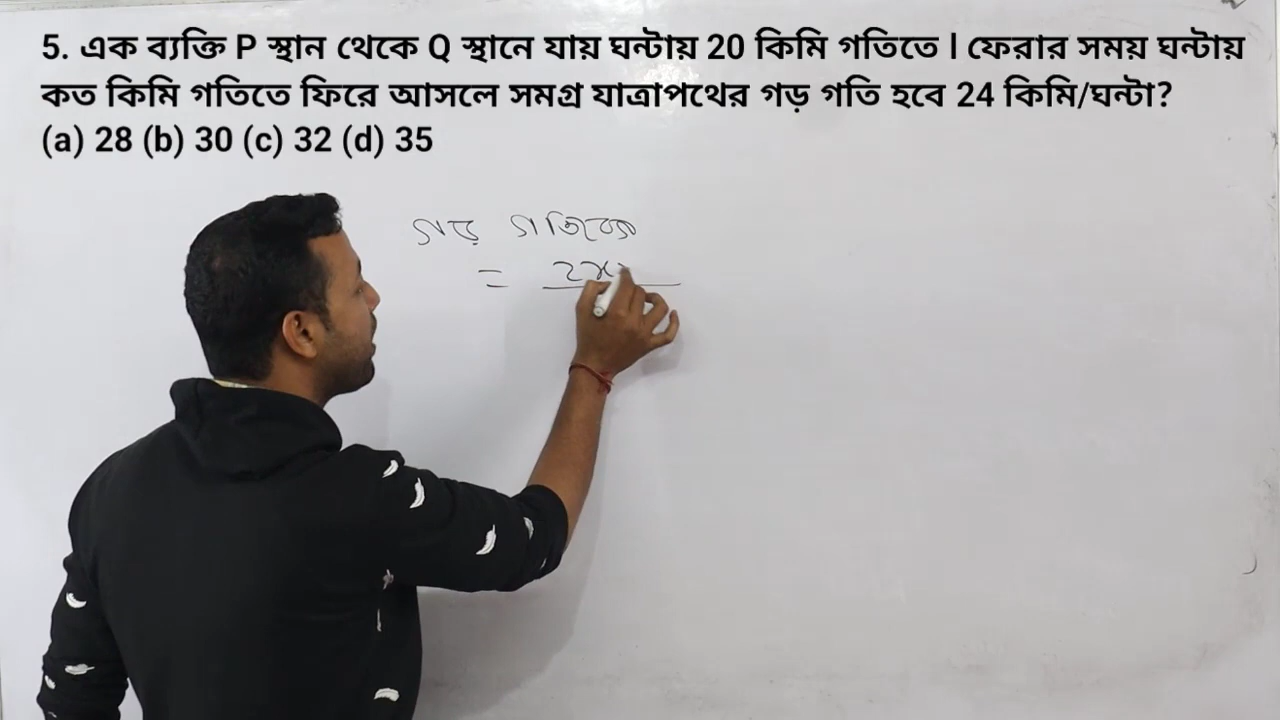 5. এক ব্যক্তি P স্থান থেকে Q স্থানে যায় ঘন্টায় 20 কিমি গতিতে l ফেরার সময় ঘন্টায়
কত কিমি গতিতে ফিরে আসলে সমগ্র যাত্রাপথের গড় গতি হবে 24 কিমি/ঘন্টা?
(a) 28 (b) 30 (c) 32 (d) 35
গড় গতিবেগ
= 2x